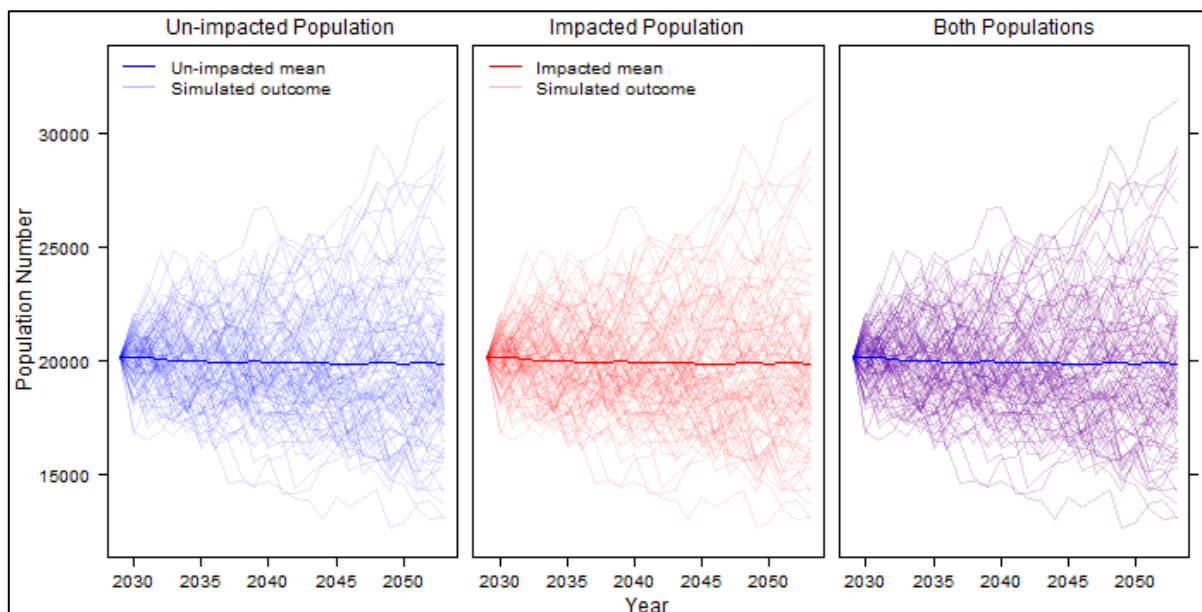 Un-impacted Population Impacted Population Both Populations
Un-impacted mean
Simulated outcome
Impacted mean
Simulated outcome
Population Number
30000
25000
20000
15000
2030 2035 2040 2045 2050 2030 2035 2040 2045 2050 2030 2035 2040 2045 2050
Year